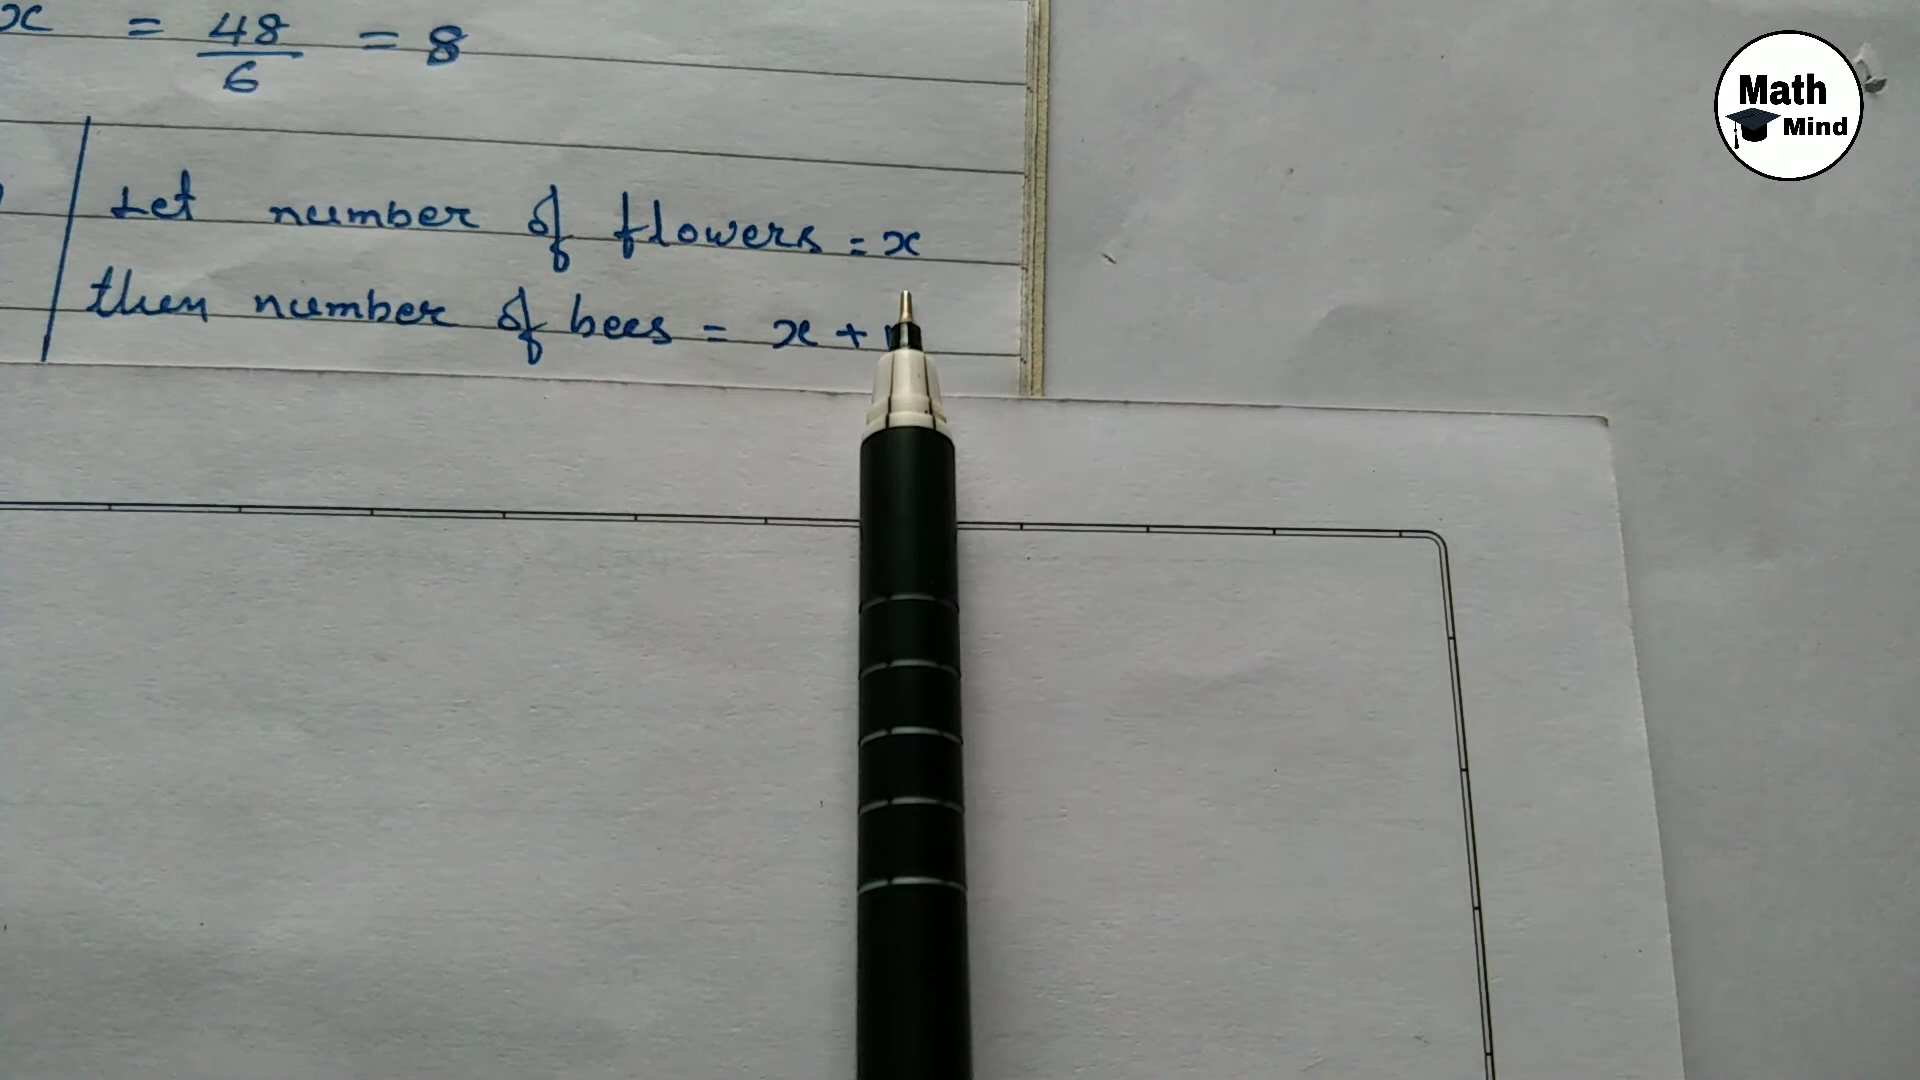 x = 48/6 = 8
Let number of flowers = x
then number of bees = x +
Math
Mind